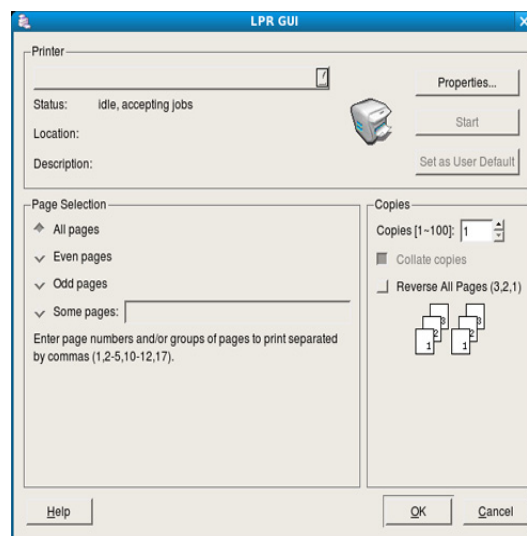 LPR GUI
Printer
Properties...
Status: idle, accepting jobs
Start
Location:
Set as User Default
Description:
Page Selection
All pages
Even pages
Odd pages
Some pages:
Enter page numbers and/or groups of pages to print separated
by commas (1,2-5,10-12,17).
Copies
Copies [1~100]: 1
Collate copies
Reverse All Pages (3,2,1)
3 3
2 2
1 1
Help
OK
Cancel